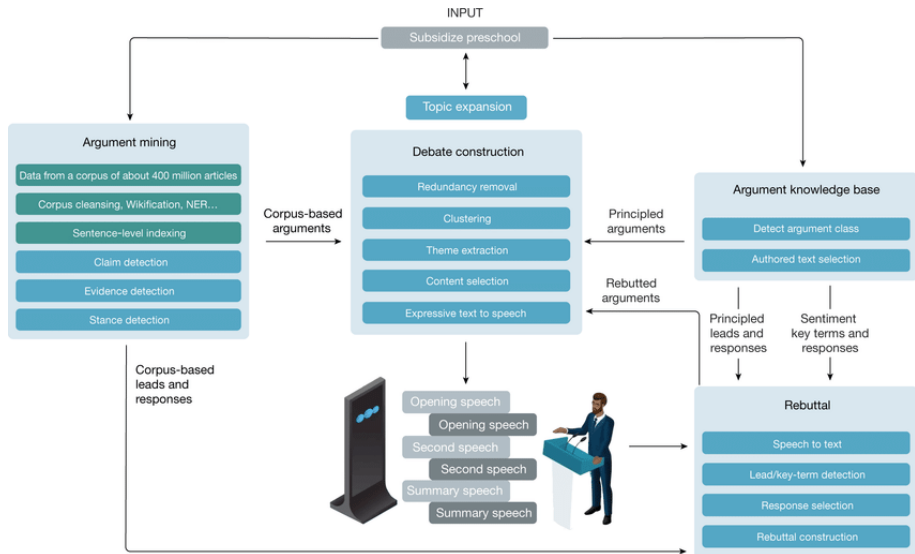 INPUT
Subsidize preschool
Topic expansion
Argument mining
Data from a corpus of about 400 million articles
Corpus cleansing, Wikification, NER...
Sentence-level indexing
Claim detection
Evidence detection
Stance detection
Corpus-based
arguments
Debate construction
Redundancy removal
Clustering
Theme extraction
Content selection
Expressive text to speech
Principled
arguments
Rebutted
arguments
Argument knowledge base
Detect argument class
Authored text selection
Principled
leads and
responses
Sentiment
key terms and
responses
Corpus-based
leads and
responses
Opening speech
Opening speech
Second speech
Second speech
Summary speech
Summary speech
Rebuttal
Speech to text
Lead/key-term detection
Response selection
Rebuttal construction